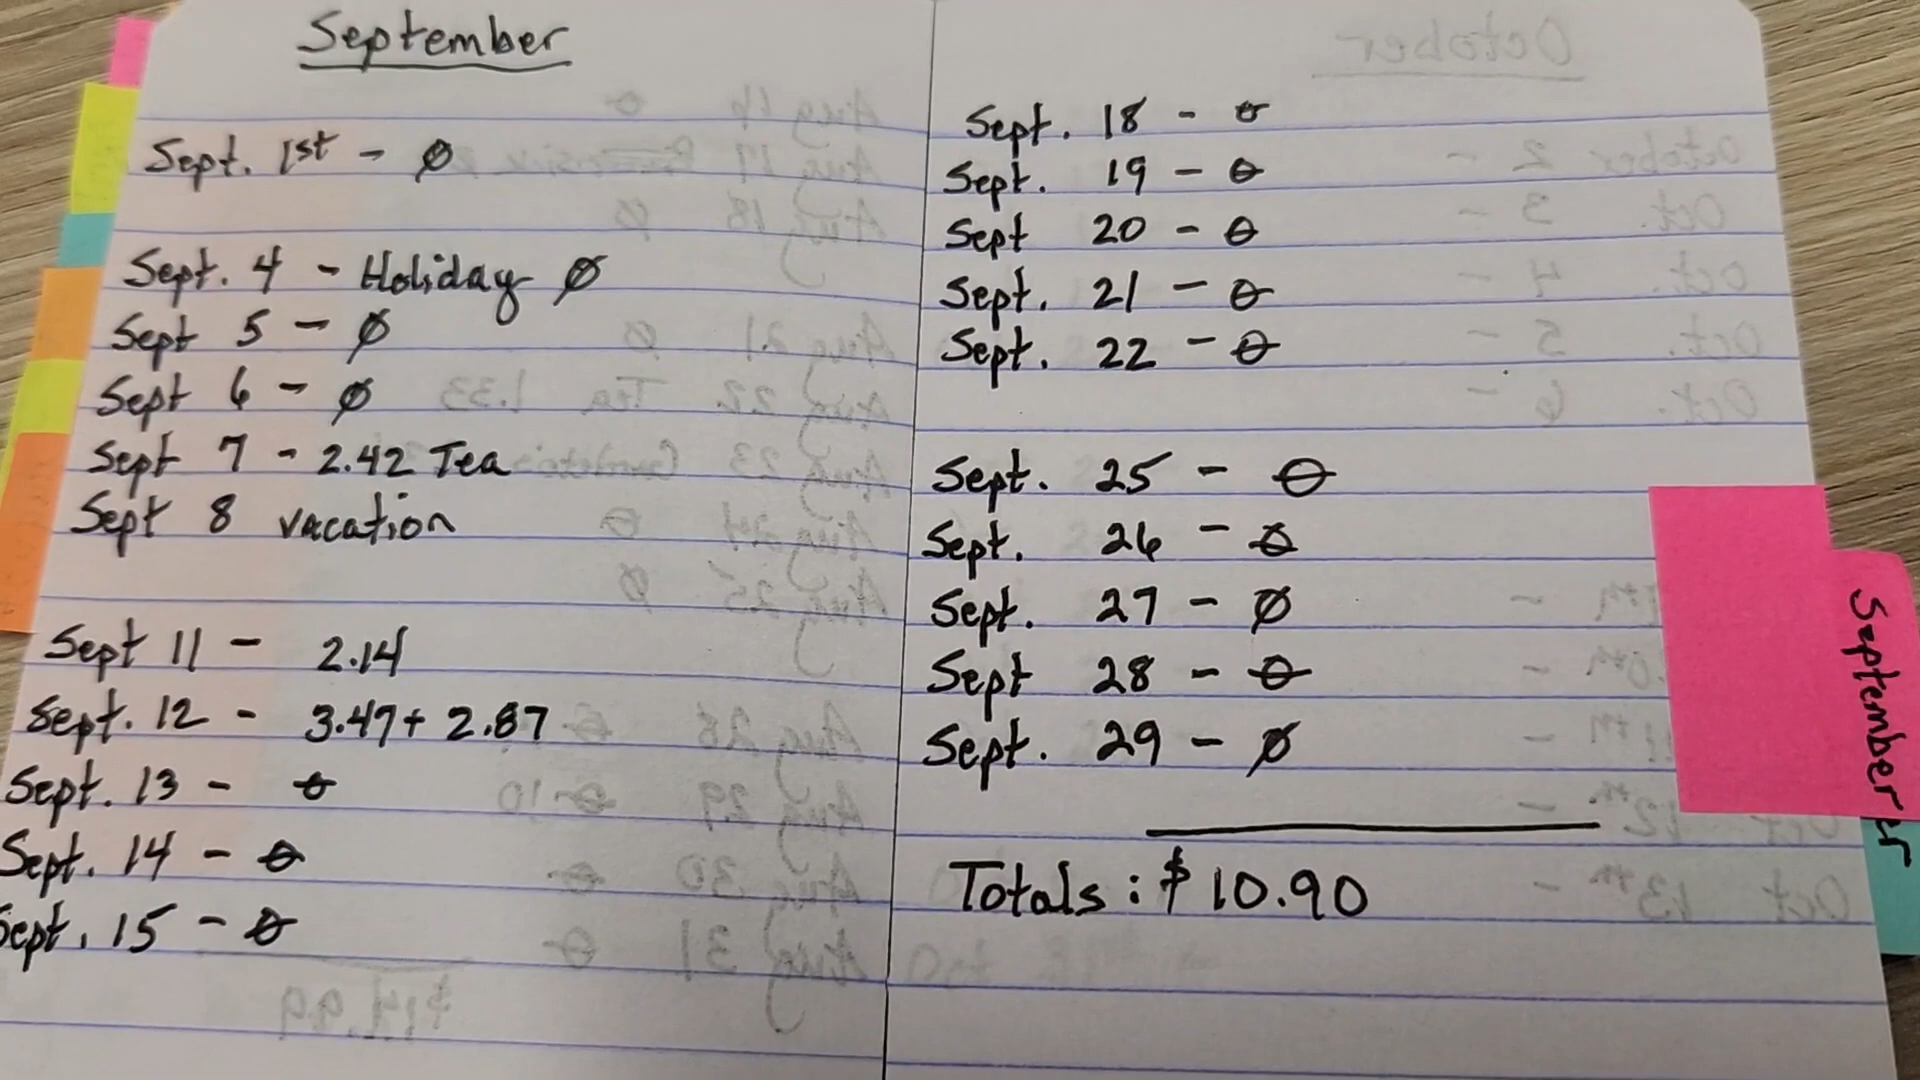 September
Sept. 1st - ∅
Sept. 4 - Holiday ∅
Sept 5 - ∅
Sept 6 - ∅
Sept 7 - 2.42 Tea
Sept 8 vacation
Sept 11 - 2.14
Sept. 12 - 3.47+ 2.87
Sept. 13 - ∅
Sept. 14 - ∅
Sept. 15 - ∅
Sept. 18 - ∅
Sept. 19 - ∅
Sept 20 - ∅
Sept. 21 - ∅
Sept. 22 - ∅
Sept. 25 - ∅
Sept. 26 - ∅
Sept. 27 - ∅
Sept 28 - ∅
Sept. 29 - ∅
Totals: $10.90
September